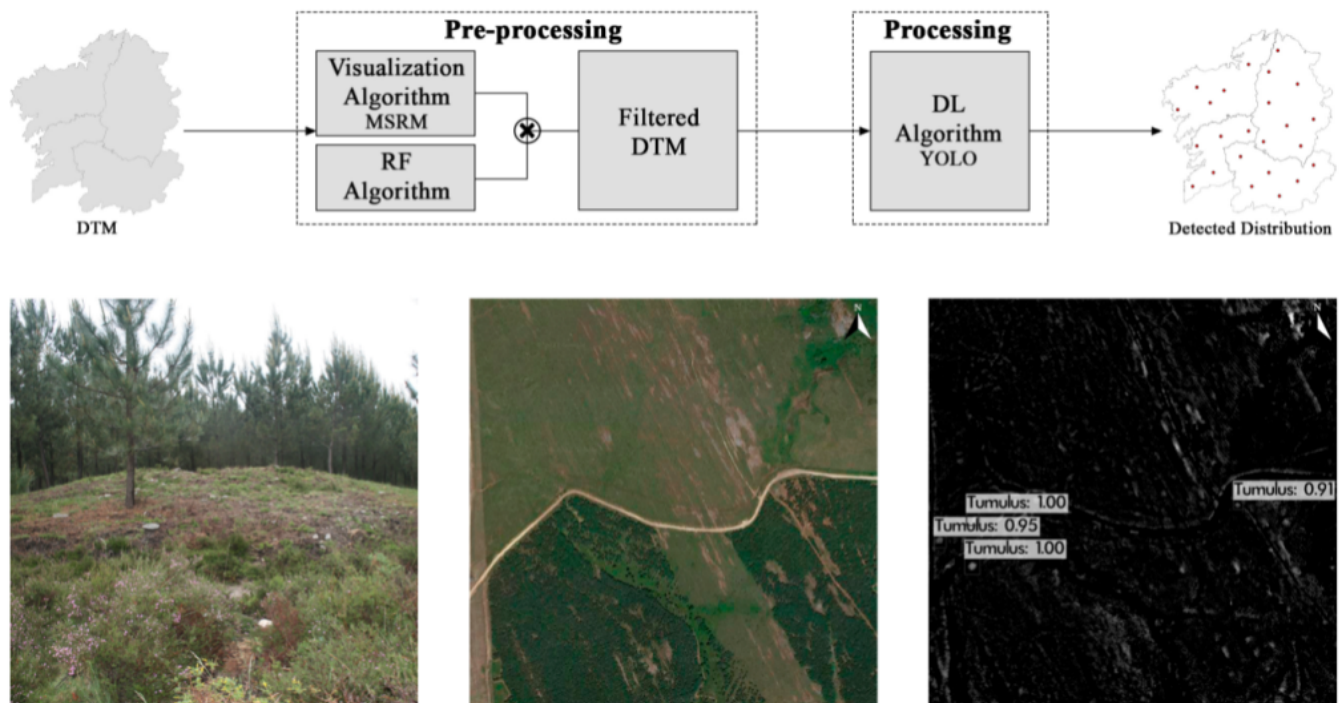 Pre-processing
Processing
Visualization
Algorithm
MSRM
RF
Algorithm
Filtered
DTM
DL
Algorithm
YOLO
DTM
Detected Distribution
N
N
Tumulus: 1.00
Tumulus: 0.95
Tumulus: 1.00
Tumulus: 0.91